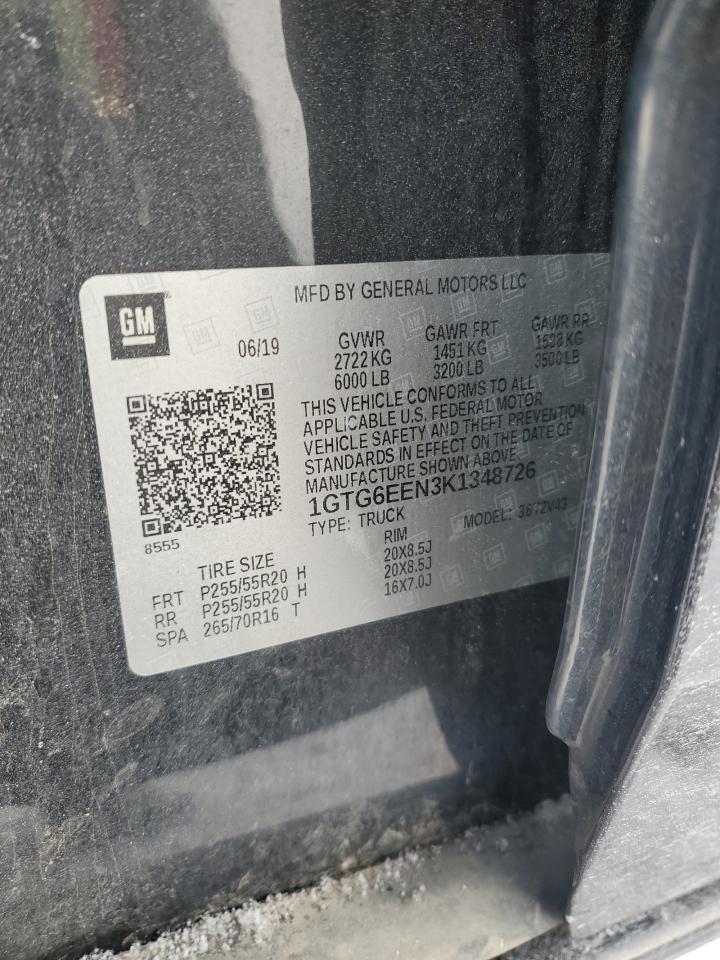 GM
MFD BY GENERAL MOTORS LLC
06/19
GVWR GAWR FRT GAWR RR
2722 KG 1451 KG 1588 KG
6000 LB 3200 LB 3500 LB
THIS VEHICLE CONFORMS TO ALL
APPLICABLE U.S. FEDERAL MOTOR
VEHICLE SAFETY AND THEFT PREVENTION
STANDARDS IN EFFECT ON THE DATE OF
MANUFACTURE SHOWN ABOVE.
1GTG6EEN3K1348726
TYPE: TRUCK MODEL:
8555
TIRE SIZE RIM
FRT P255/55R20 H 20X8.5J
RR P255/55R20 H 20X8.5J
SPA 265/70R16 T 16X7.0J